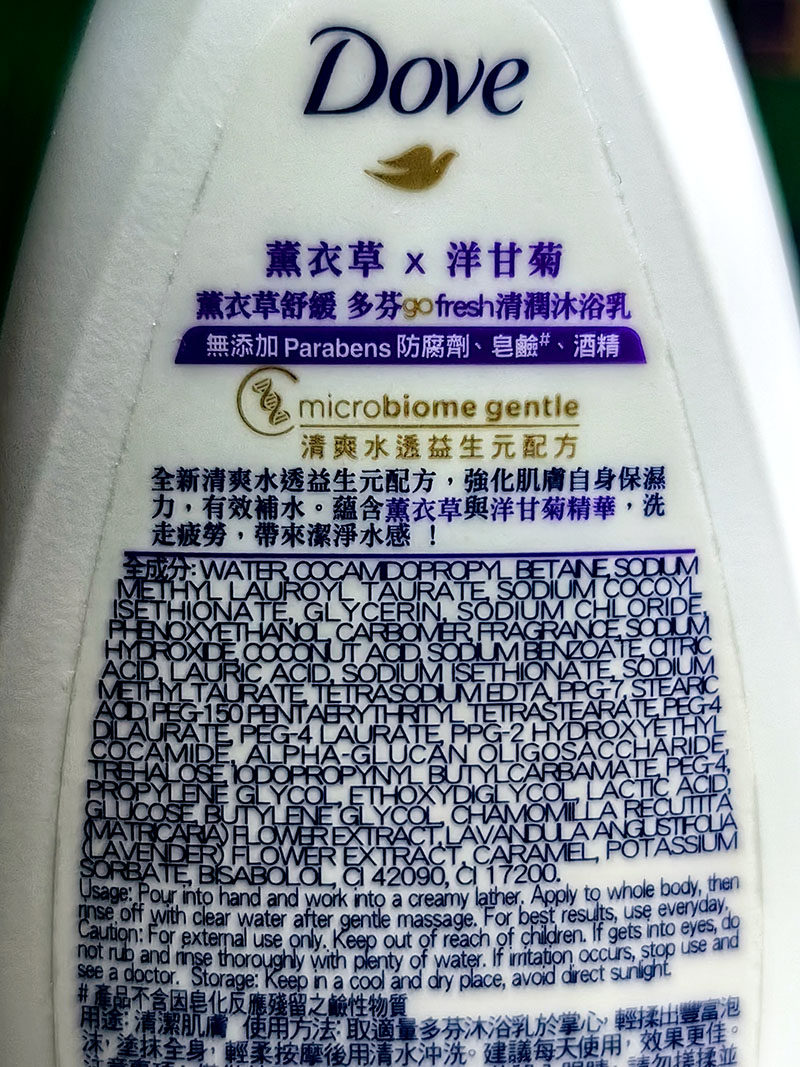 Dove
薰衣草 x 洋甘菊
薰衣草舒緩 多芬go fresh清潤沐浴乳
無添加 Parabens 防腐劑、皂鹼#、酒精
microbiome gentle
清爽水透益生元配方
全新清爽水透益生元配方，強化肌膚自身保濕
力，有效補水。蘊含薰衣草與洋甘菊精華，洗
走疲勞，帶來潔淨水感！
全成分: WATER, COCAMIDOPROPYL BETAINE, SODIUM
METHYL LAUROYL TAURATE, SODIUM COCOYL
ISETHIONATE, GLYCERIN, SODIUM CHLORIDE,
PHENOXYETHANOL, CARBOMER, FRAGRANCE, SODIUM
HYDROXIDE, COCONUT ACID, SODIUM BENZOATE, CITRIC
ACID, LAURIC ACID, SODIUM ISETHIONATE, SODIUM
METHYL TAURATE, TETRASODIUM EDTA, PPG-7, STEARIC
ACID, PEG-150 PENTAERYTHRITYL TETRASTEARATE, PEG-4
DILAURATE, PEG-4 LAURATE, PPG-2 HYDROXYETHYL
COCAMIDE, ALPHA-GLUCAN OLIGOSACCHARIDE,
TREHALOSE, IODOPROPYNYL BUTYLCARBAMATE, PEG-4,
PROPYLENE GLYCOL, ETHOXYDIGLYCOL, LACTIC ACID,
GLUCOSE, BUTYLENE GLYCOL, CHAMOMILLA RECUTITA
(MATRICARIA) FLOWER EXTRACT, LAVANDULA ANGUSTIFOLIA
(LAVENDER) FLOWER EXTRACT, CARAMEL, POTASSIUM
SORBATE, BISABOLOL, CI 42090, CI 17200.
Usage: Pour into hand and work into a creamy lather. Apply to whole body, then
rinse off with clear water after gentle massage. For best results, use everyday.
Caution: For external use only. Keep out of reach of children. If gets into eyes, do
not rub and rinse thoroughly with plenty of water. If irritation occurs, stop use and
see a doctor. Storage: Keep in a cool and dry place, avoid direct sunlight.
# 產品不含因皂化反應殘留之鹼性物質
用途: 清潔肌膚 使用方法: 取適量多芬沐浴乳於掌心, 輕揉出豐富泡
沫, 塗抹全身, 輕柔按摩後用清水沖洗。建議每天使用, 效果更佳。